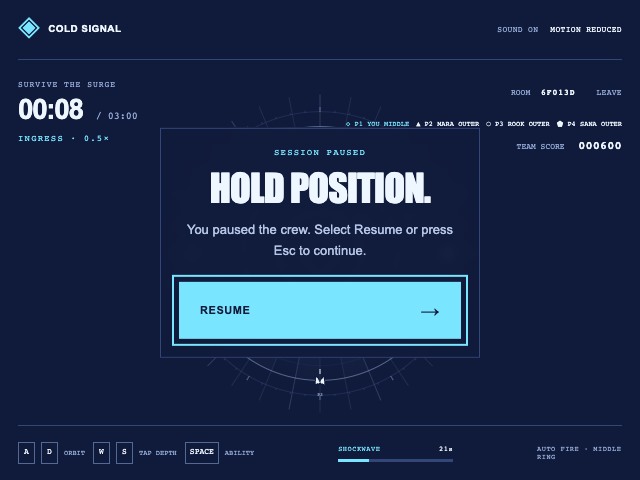 COLD SIGNAL
SOUND ON MOTION REDUCED
SURVIVE THE SURGE
00:08 / 03:00
INGRESS · 0.5×
ROOM 6F013D LEAVE
◇ P1 YOU MIDDLE ▲ P2 MARA OUTER ○ P3 ROOK OUTER ⬟ P4 SANA OUTER
TEAM SCORE 000600
SESSION PAUSED
HOLD POSITION.
You paused the crew. Select Resume or press
Esc to continue.
RESUME →
A D ORBIT W S TAP DEPTH SPACE ABILITY
SHOCKWAVE 21s
AUTO FIRE · MIDDLE
RING